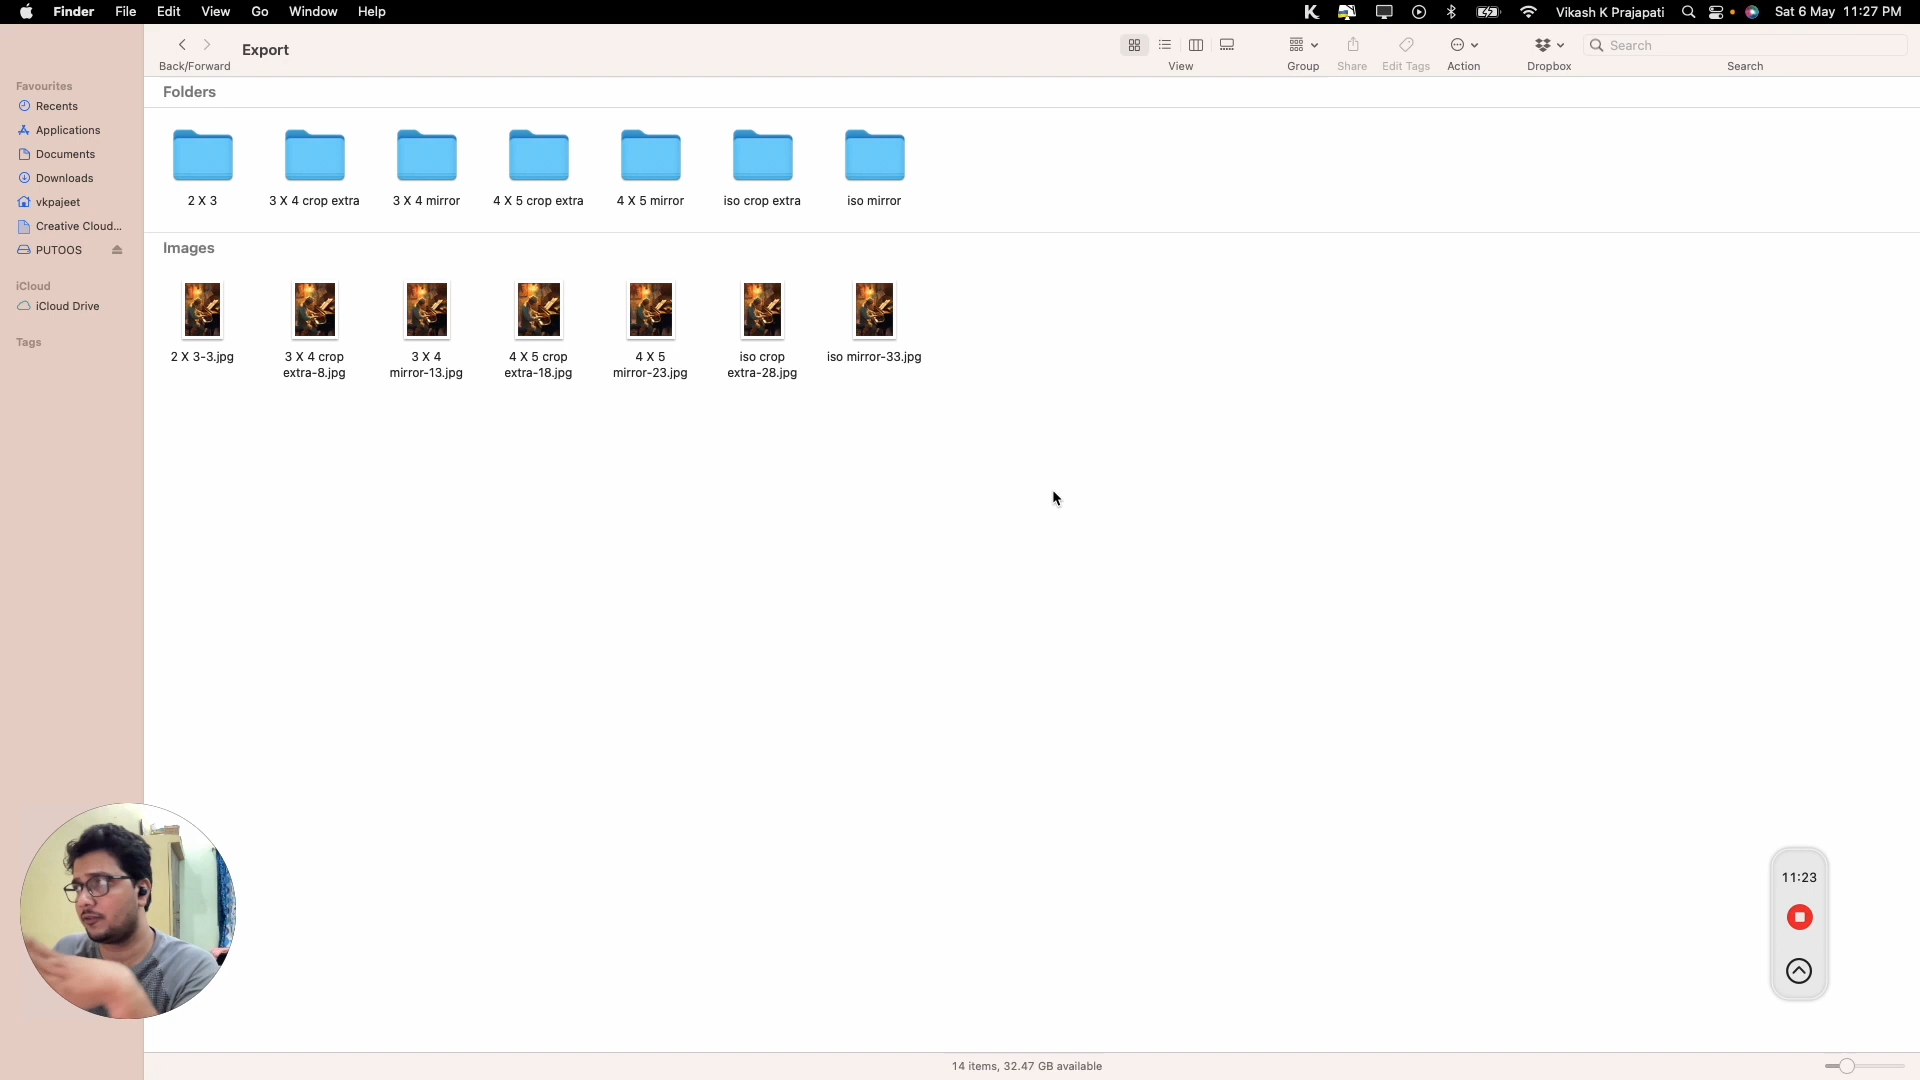 Finder File Edit View Go Window Help
Vikash K Prajapati Sat 6 May 11:27 PM
Export
Back/Forward
View
Group
Share
Edit Tags
Action
Dropbox
Search
Search
Favourites
Recents
Applications
Documents
Downloads
vkpajeet
Creative Cloud...
PUTOOS
iCloud
iCloud Drive
Tags
Folders
2 X 3
3 X 4 crop extra
3 X 4 mirror
4 X 5 crop extra
4 X 5 mirror
iso crop extra
iso mirror
Images
2 X 3-3.jpg
3 X 4 crop
extra-8.jpg
3 X 4
mirror-13.jpg
4 X 5 crop
extra-18.jpg
4 X 5
mirror-23.jpg
iso crop
extra-28.jpg
iso mirror-33.jpg
11:23
14 items, 32.47 GB available